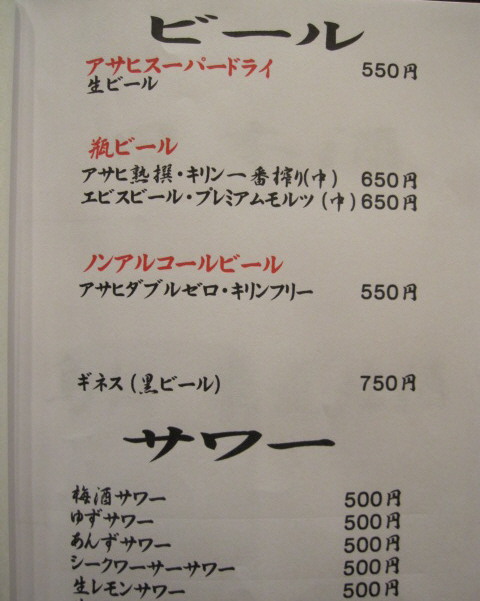 ビール
アサヒスーパードライ 550円
生ビール
瓶ビール
アサヒ熟撰・キリン一番搾り(中) 650円
エビスビール・プレミアムモルツ(中) 650円
ノンアルコールビール
アサヒダブルゼロ・キリンフリー 550円
ギネス(黒ビール) 750円
サワー
梅酒サワー 500円
ゆずサワー 500円
あんずサワー 500円
シークワーサーサワー 500円
生レモンサワー 500円